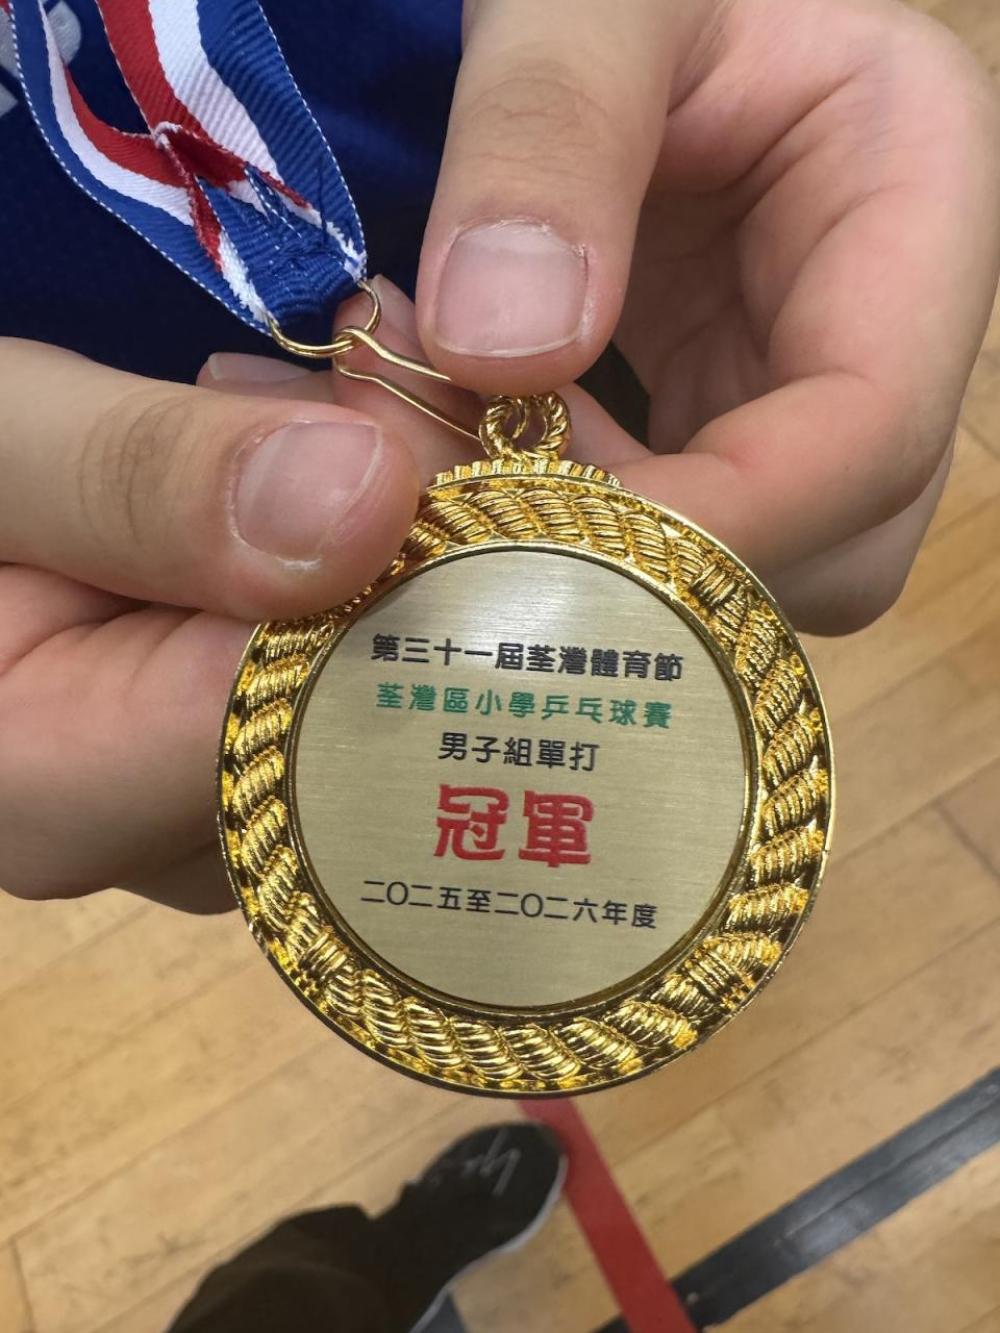 第三十一屆荃灣體育節
荃灣區小學乒乓球賽
男子組單打
冠軍
二〇二五至二〇二六年度